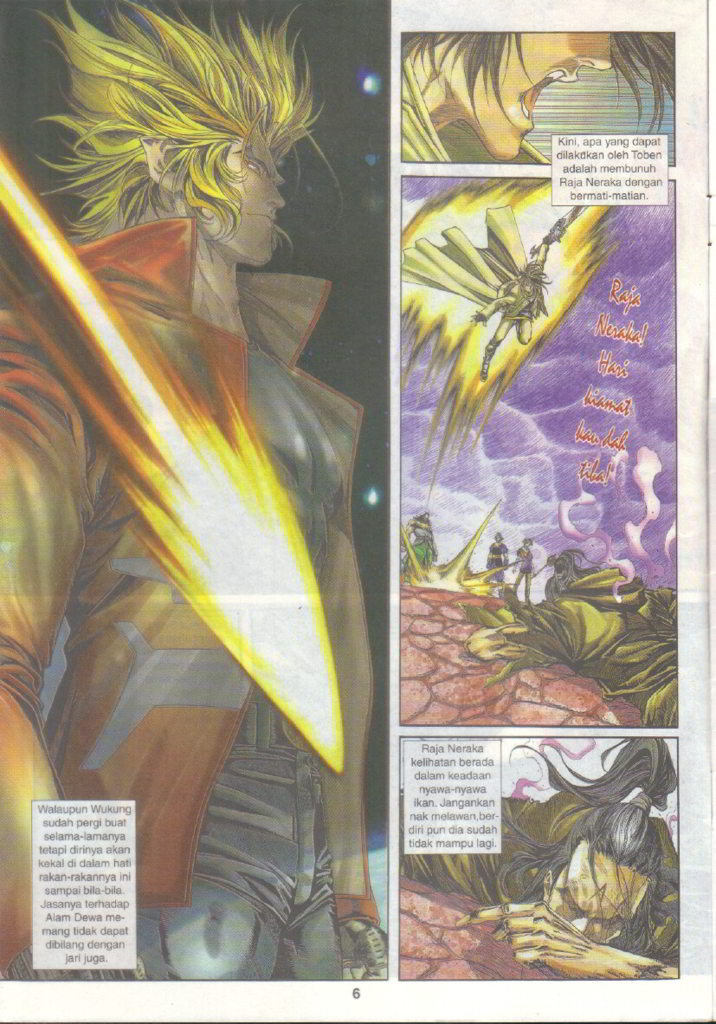 Walaupun Wukung
sudah pergi buat
selama-lamanya
tetapi dirinya akan
kekal di dalam hati
rakan-rakannya ini
sampai bila-bila.
Jasanya terhadap
Alam Dewa me-
mang tidak dapat
dibilang dengan
jari juga.
Kini, apa yang dapat
dilakukan oleh Toben
adalah membunuh
Raja Neraka dengan
bermati-matian.
Raja
Neraka!
Hari
kiamat
kau dah
tiba!
Raja Neraka
kelihatan berada
dalam keadaan
nyawa-nyawa
ikan. Jangankan
nak melawan,ber-
diri pun dia sudah
tidak mampu lagi.
6